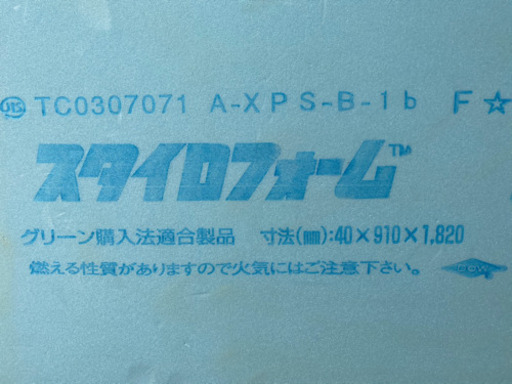 JIS TC0307071 A-XPS-B-1b F☆
スタイロフォーム™
グリーン購入法適合製品 寸法(㎜):40×910×1,820
燃える性質がありますので火気にはご注意下さい。 DOW